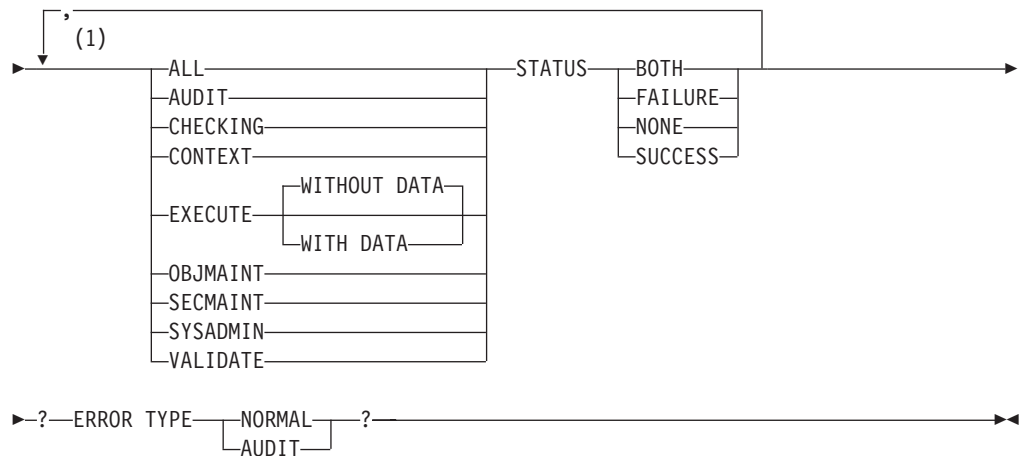 ,
(1)
ALL STATUS BOTH
AUDIT FAILURE
CHECKING NONE
CONTEXT SUCCESS
WITHOUT DATA
EXECUTE
WITH DATA
OBJMAINT
SECMAINT
SYSADMIN
VALIDATE
? ERROR TYPE NORMAL ?
AUDIT